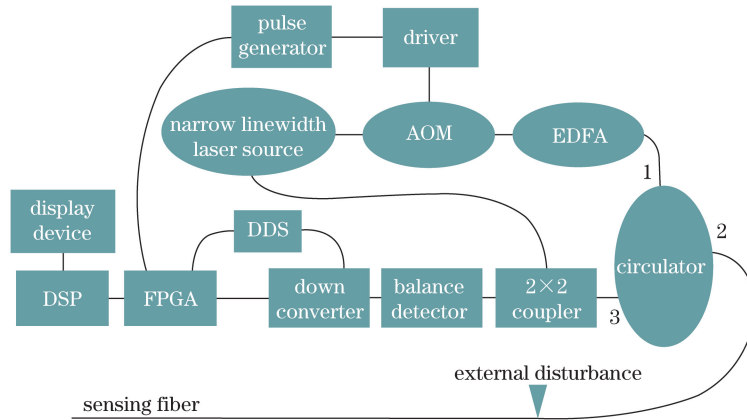 pulse
generator
driver
narrow linewidth
laser source
AOM
EDFA
1
display
device
DDS
2
circulator
DSP
FPGA
down
converter
balance
detector
2×2
coupler
3
external disturbance
sensing fiber